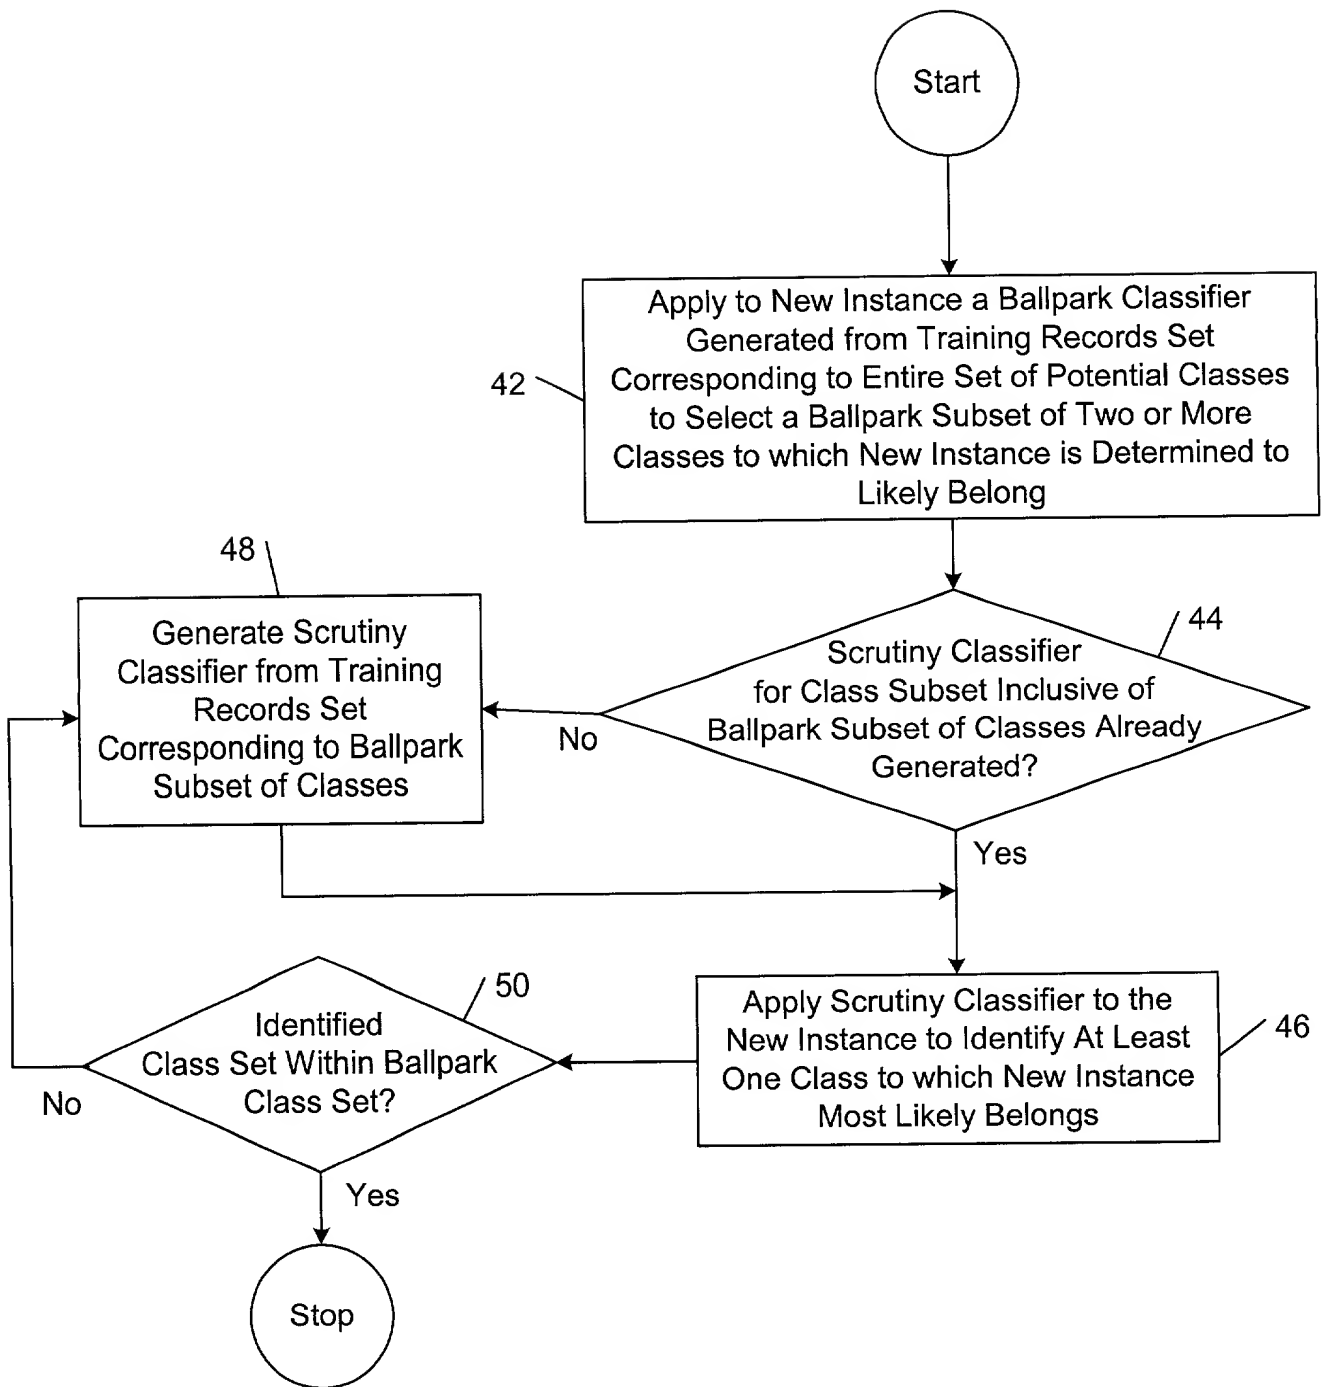 Start
Apply to New Instance a Ballpark Classifier
Generated from Training Records Set
Corresponding to Entire Set of Potential Classes
to Select a Ballpark Subset of Two or More
Classes to which New Instance is Determined to
Likely Belong
42
48
Generate Scrutiny
Classifier from Training
Records Set
Corresponding to Ballpark
Subset of Classes
44
Scrutiny Classifier
for Class Subset Inclusive of
Ballpark Subset of Classes Already
Generated?
No
Yes
50
Identified
Class Set Within Ballpark
Class Set?
No
Yes
Apply Scrutiny Classifier to the
New Instance to Identify At Least
One Class to which New Instance
Most Likely Belongs
46
Stop